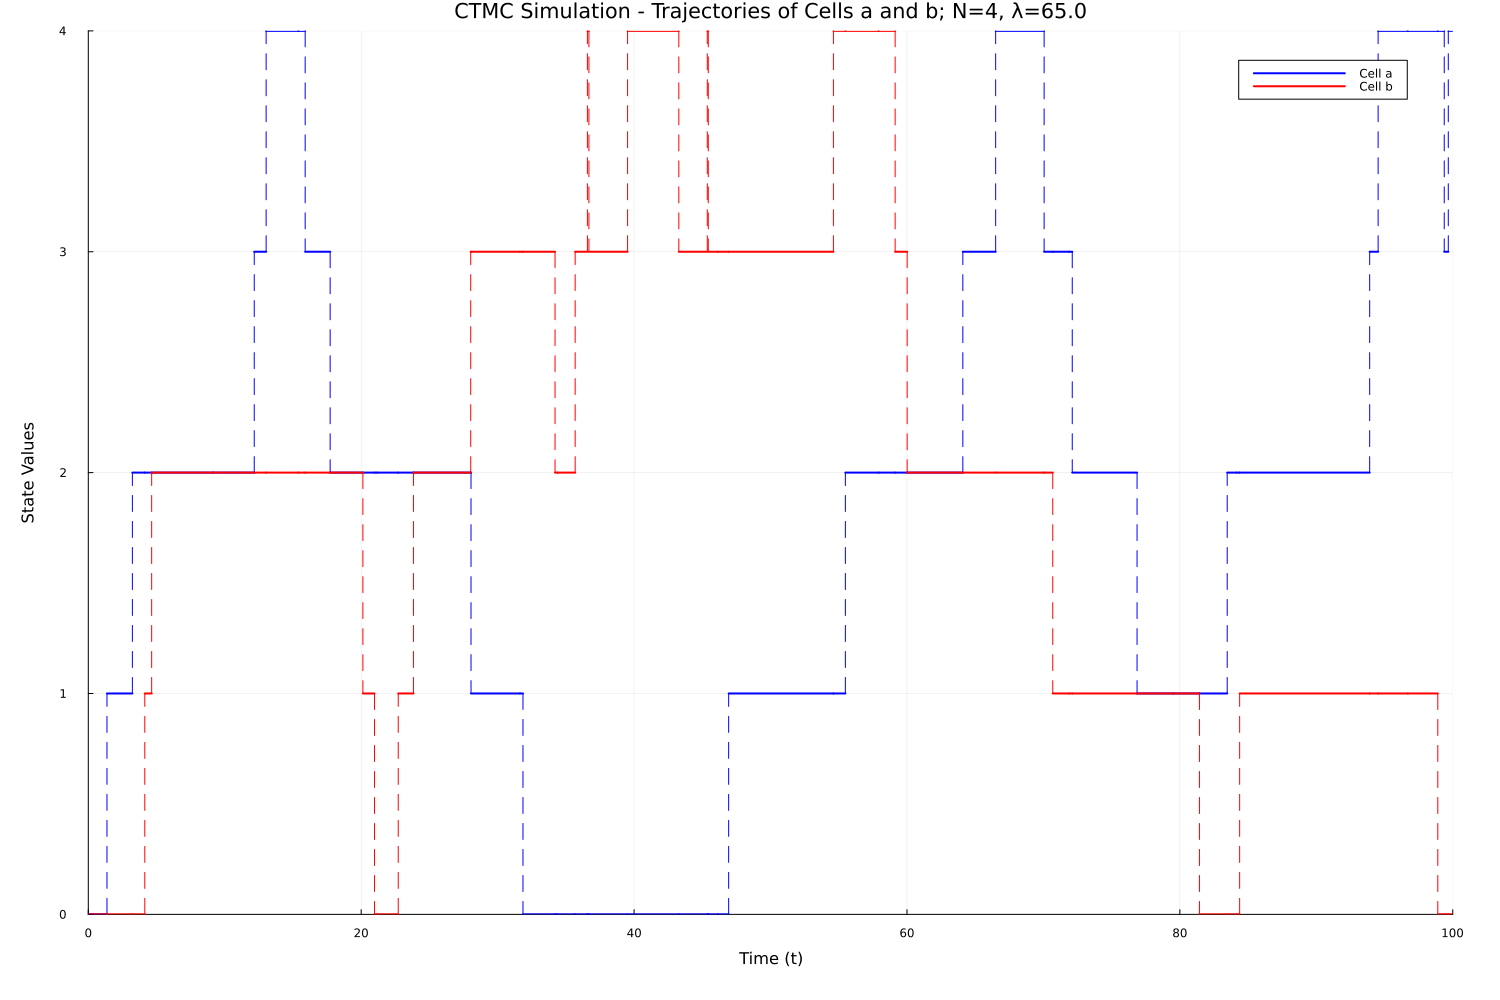 CTMC Simulation - Trajectories of Cells a and b; N=4, λ=65.0
4
Cell a
Cell b
3
State Values
2
1
0
0 20 40 60 80 100
Time (t)